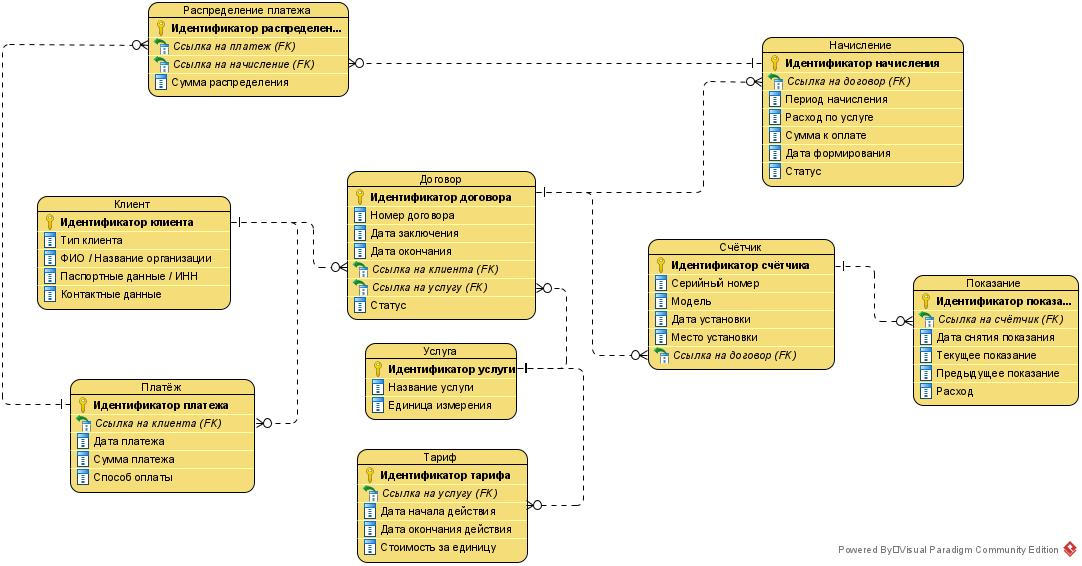 Распределение платежа
Идентификатор распределен...
Ссылка на платеж (FK)
Ссылка на начисление (FK)
Сумма распределения
Начисление
Идентификатор начисления
Ссылка на договор (FK)
Период начисления
Расход по услуге
Сумма к оплате
Дата формирования
Статус
Договор
Идентификатор договора
Номер договора
Дата заключения
Дата окончания
Ссылка на клиента (FK)
Ссылка на услугу (FK)
Статус
Клиент
Идентификатор клиента
Тип клиента
ФИО / Название организации
Паспортные данные / ИНН
Контактные данные
Счётчик
Идентификатор счётчика
Серийный номер
Модель
Дата установки
Место установки
Ссылка на договор (FK)
Показание
Идентификатор показа...
Ссылка на счётчик (FK)
Дата снятия показания
Текущее показание
Предыдущее показание
Расход
Услуга
Идентификатор услуги
Название услуги
Единица измерения
Платёж
Идентификатор платежа
Ссылка на клиента (FK)
Дата платежа
Сумма платежа
Способ оплаты
Тариф
Идентификатор тарифа
Ссылка на услугу (FK)
Дата начала действия
Дата окончания действия
Стоимость за единицу
Powered By Visual Paradigm Community Edition